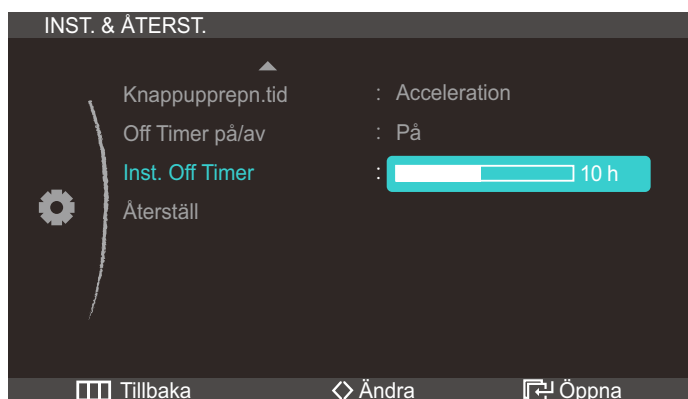 INST. & ÅTERST.
Knappupprepn.tid : Acceleration
Off Timer på/av : På
Inst. Off Timer : 10 h
Återställ
Tillbaka Ändra Öppna